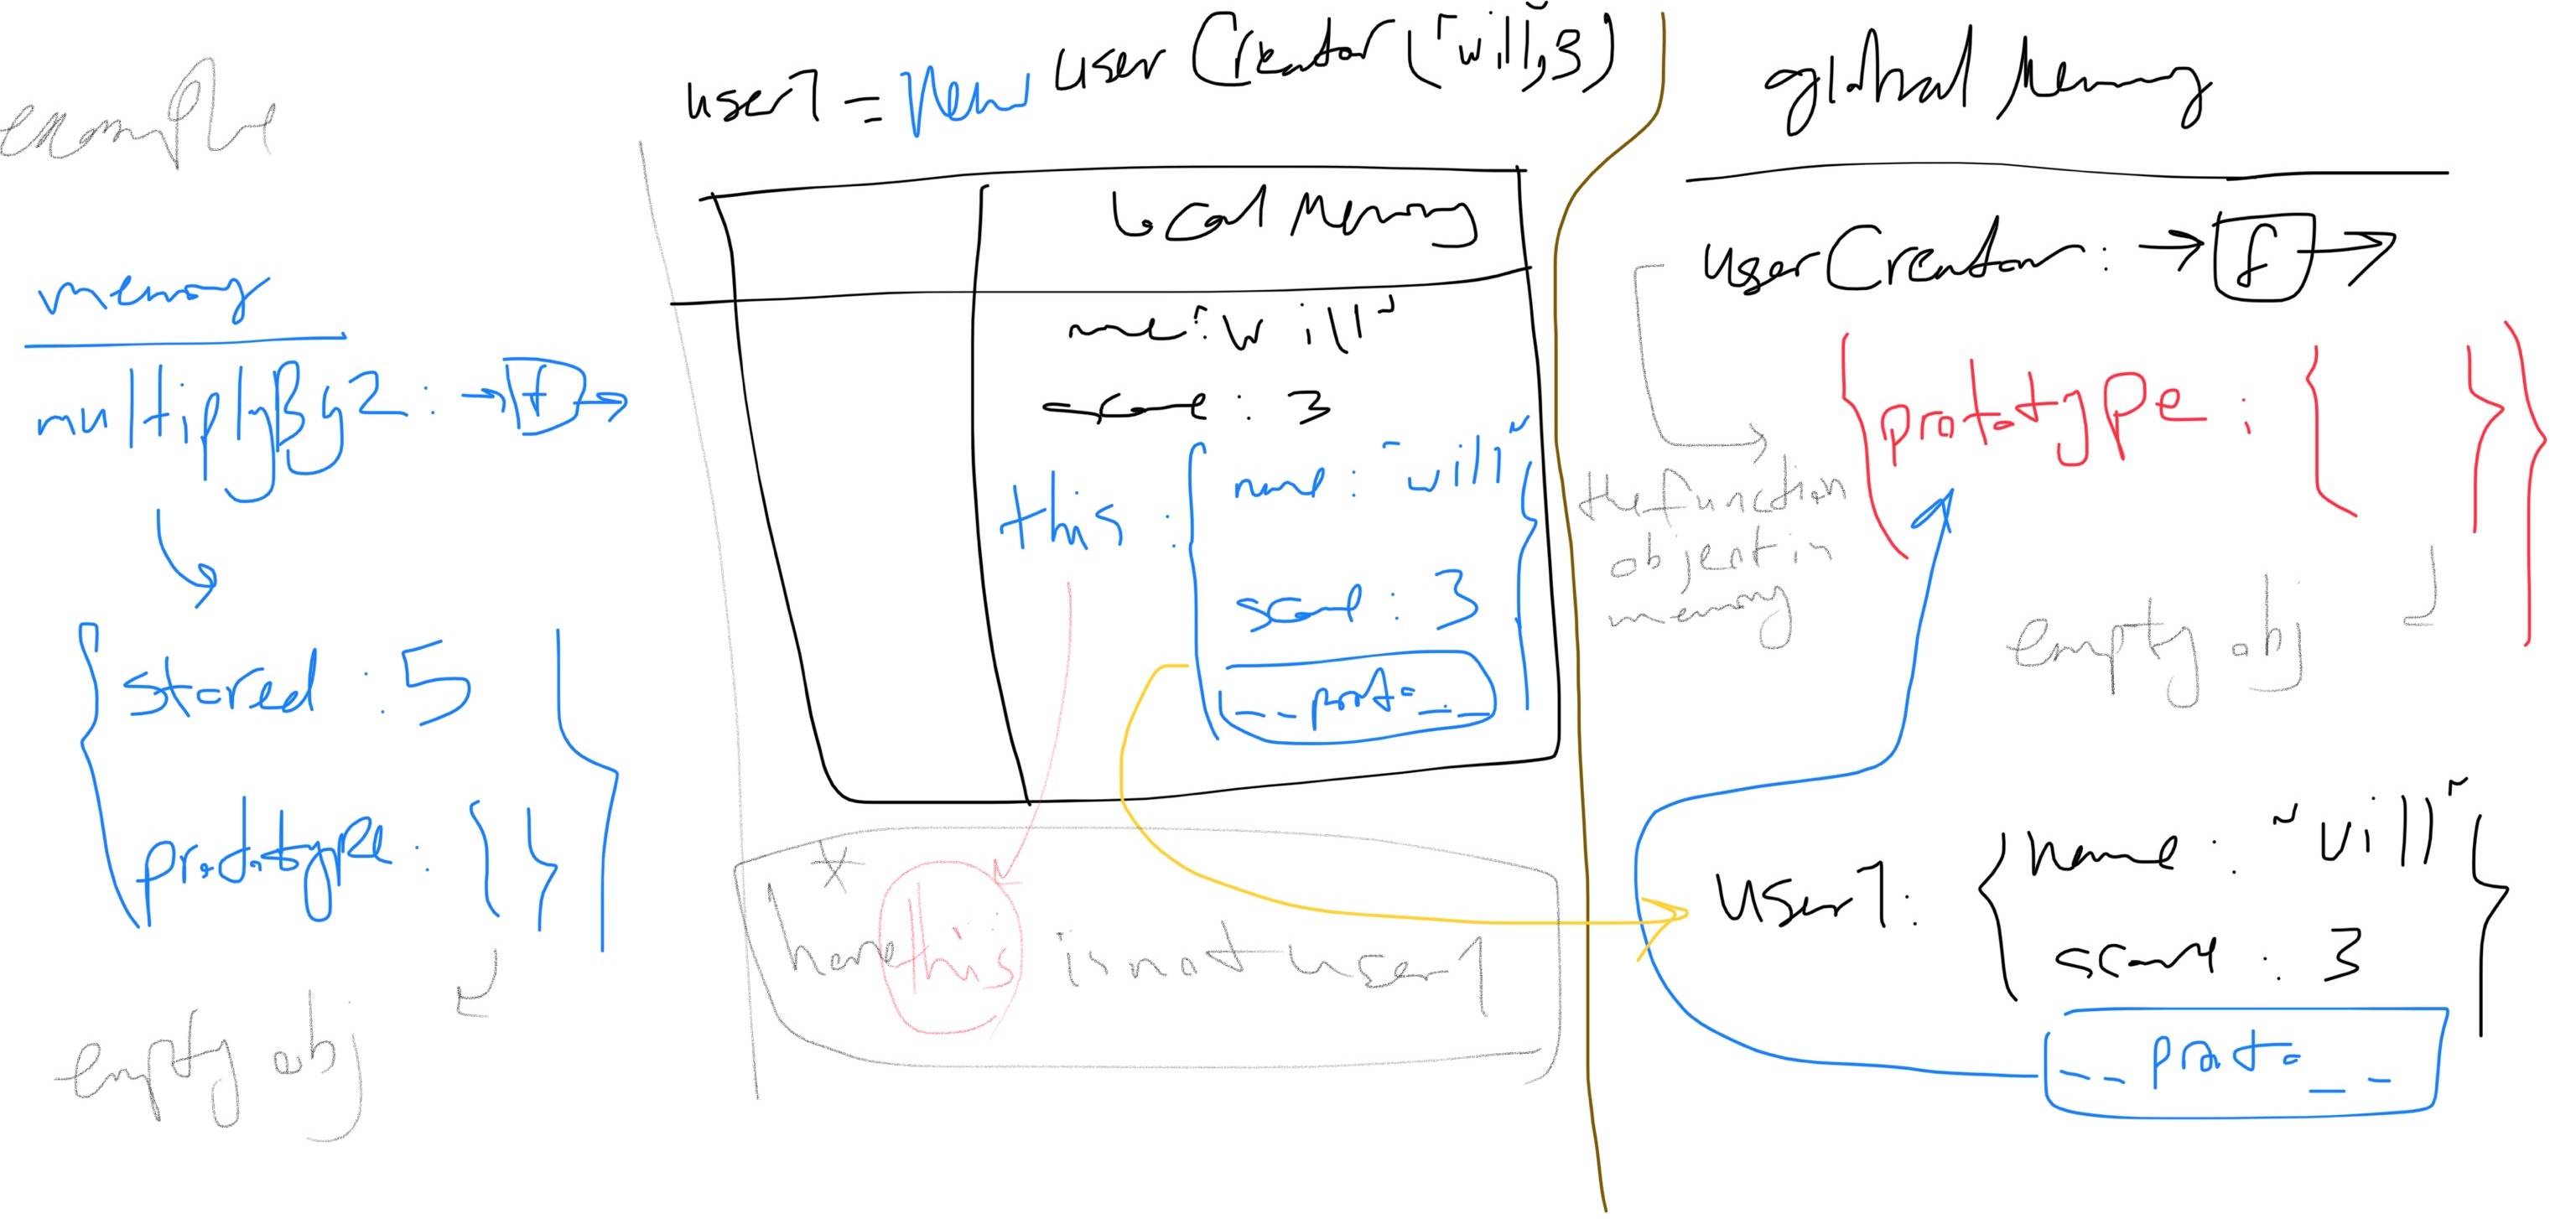 example
memory
multiplyBy2: → f →
stored : 5
prototype : { }
empty obj
user1 = New userCreator("will", 3)
Local Memory
name: "will"
score : 3
this : { name : "will"
score : 3
__proto__ }
* here this is not user1
global Memory
userCreator : → f →
{ prototype : { } }
the function
object in
memory
empty obj
user1: { name : "will"
score : 3 }
__proto__